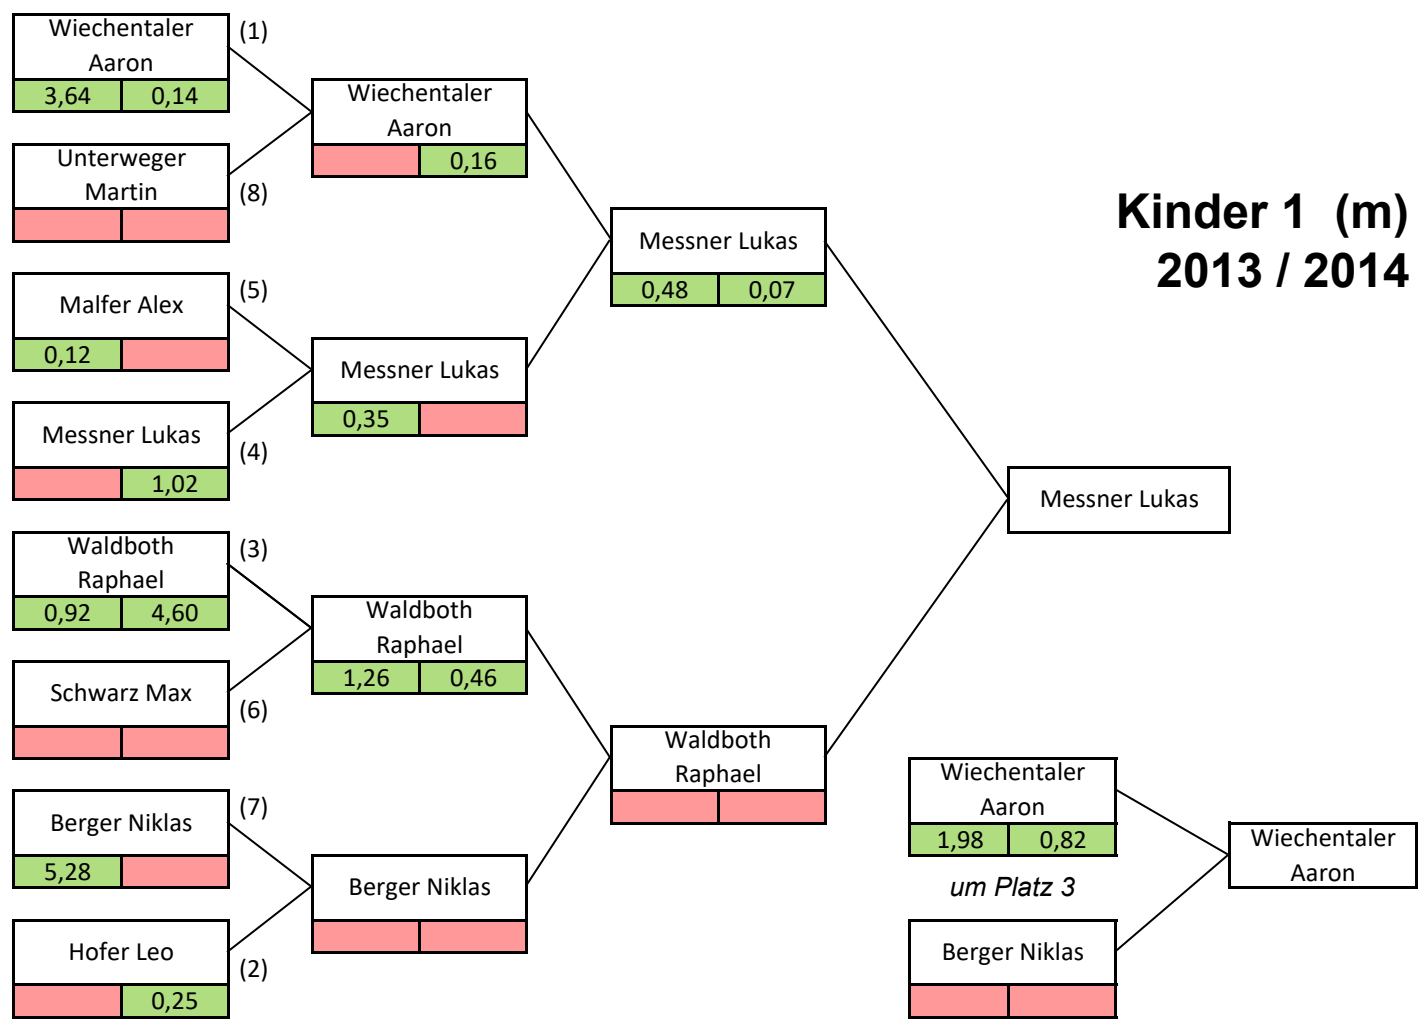 Kinder 1 (m)
2013 / 2014
Wiechentaler
Aaron
3,64 0,14
(1)
Unterweger
Martin
(8)
Malfer Alex
0,12
(5)
Messner Lukas
1,02
(4)
Waldboth
Raphael
0,92 4,60
(3)
Schwarz Max
(6)
Berger Niklas
5,28
(7)
Hofer Leo
0,25
(2)
Wiechentaler
Aaron
0,16
Messner Lukas
0,35
Waldboth
Raphael
1,26 0,46
Berger Niklas
Messner Lukas
0,48 0,07
Waldboth
Raphael
Messner Lukas
Wiechentaler
Aaron
1,98 0,82
um Platz 3
Berger Niklas
Wiechentaler
Aaron